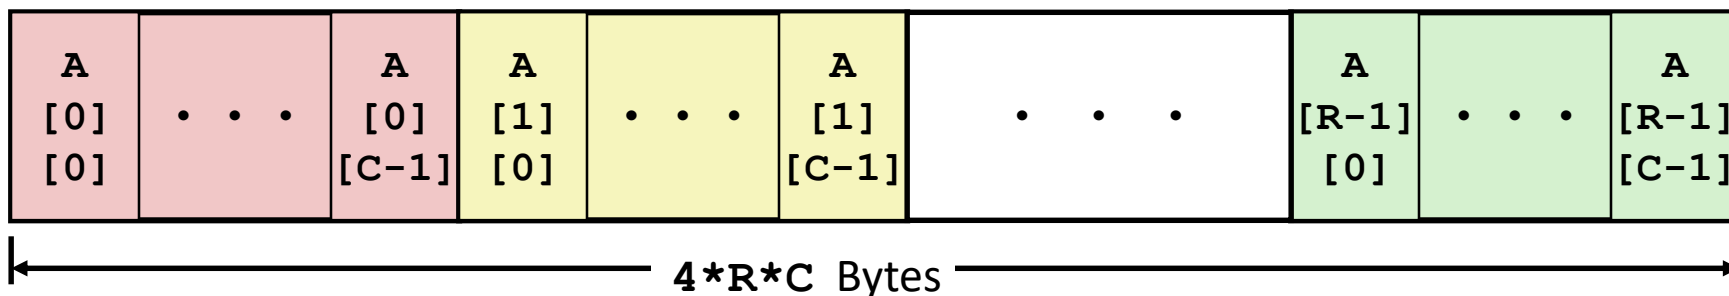 A · · · A A · · · A · · · A · · · A
[0] [0] [1] [1] [R-1] [R-1]
[0] [C-1] [0] [C-1] [0] [C-1]
4*R*C Bytes